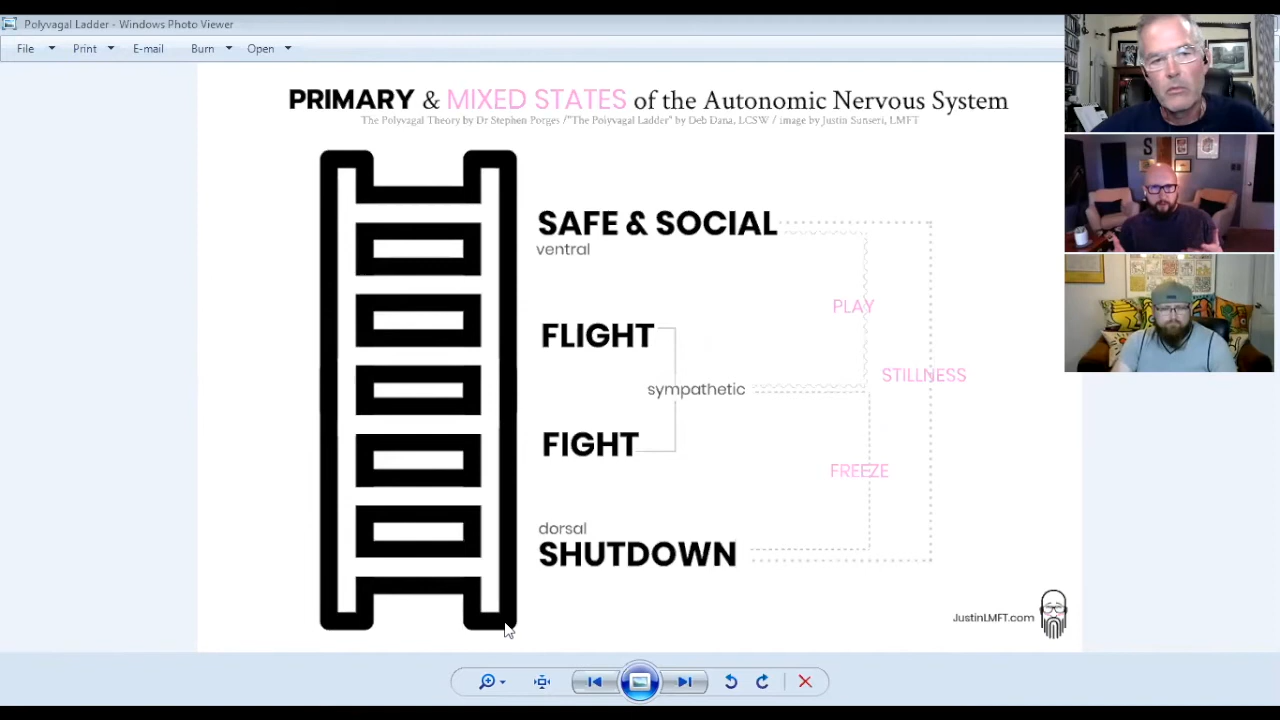 Polyvagal Ladder - Windows Photo Viewer
File Print E-mail Burn Open
PRIMARY & MIXED STATES of the Autonomic Nervous System
The Polyvagal Theory by Dr Stephen Porges /"The Polyvagal Ladder" by Deb Dana, LCSW / image by Justin Sunseri, LMFT
SAFE & SOCIAL
ventral
PLAY
FLIGHT
STILLNESS
sympathetic
FIGHT
FREEZE
dorsal
SHUTDOWN
JustinLMFT.com
S